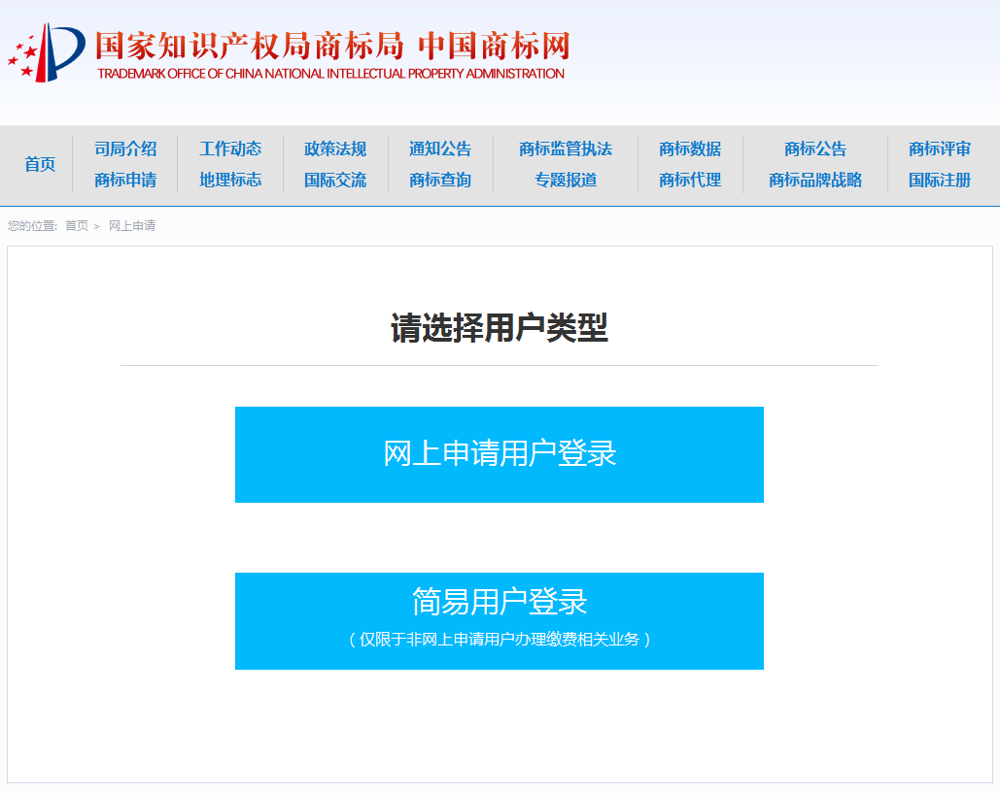 国家知识产权局商标局 中国商标网
TRADEMARK OFFICE OF CHINA NATIONAL INTELLECTUAL PROPERTY ADMINISTRATION
首页
司局介绍 工作动态 政策法规 通知公告 商标监管执法 商标数据 商标公告 商标评审
商标申请 地理标志 国际交流 商标查询 专题报道 商标代理 商标品牌战略 国际注册
您的位置: 首页 > 网上申请
请选择用户类型
网上申请用户登录
简易用户登录
（仅限于非网上申请用户办理缴费相关业务）